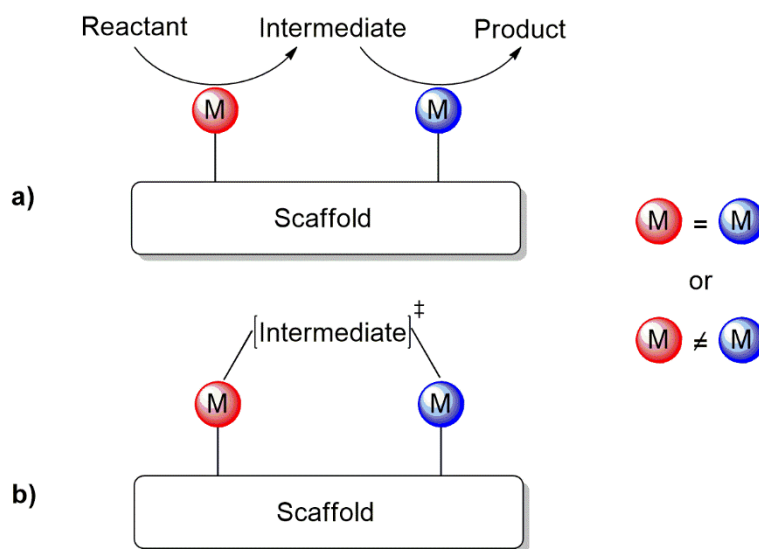 Reactant Intermediate Product
M M
a) Scaffold
M = M
or
M ≠ M
[Intermediate]‡
M M
b) Scaffold